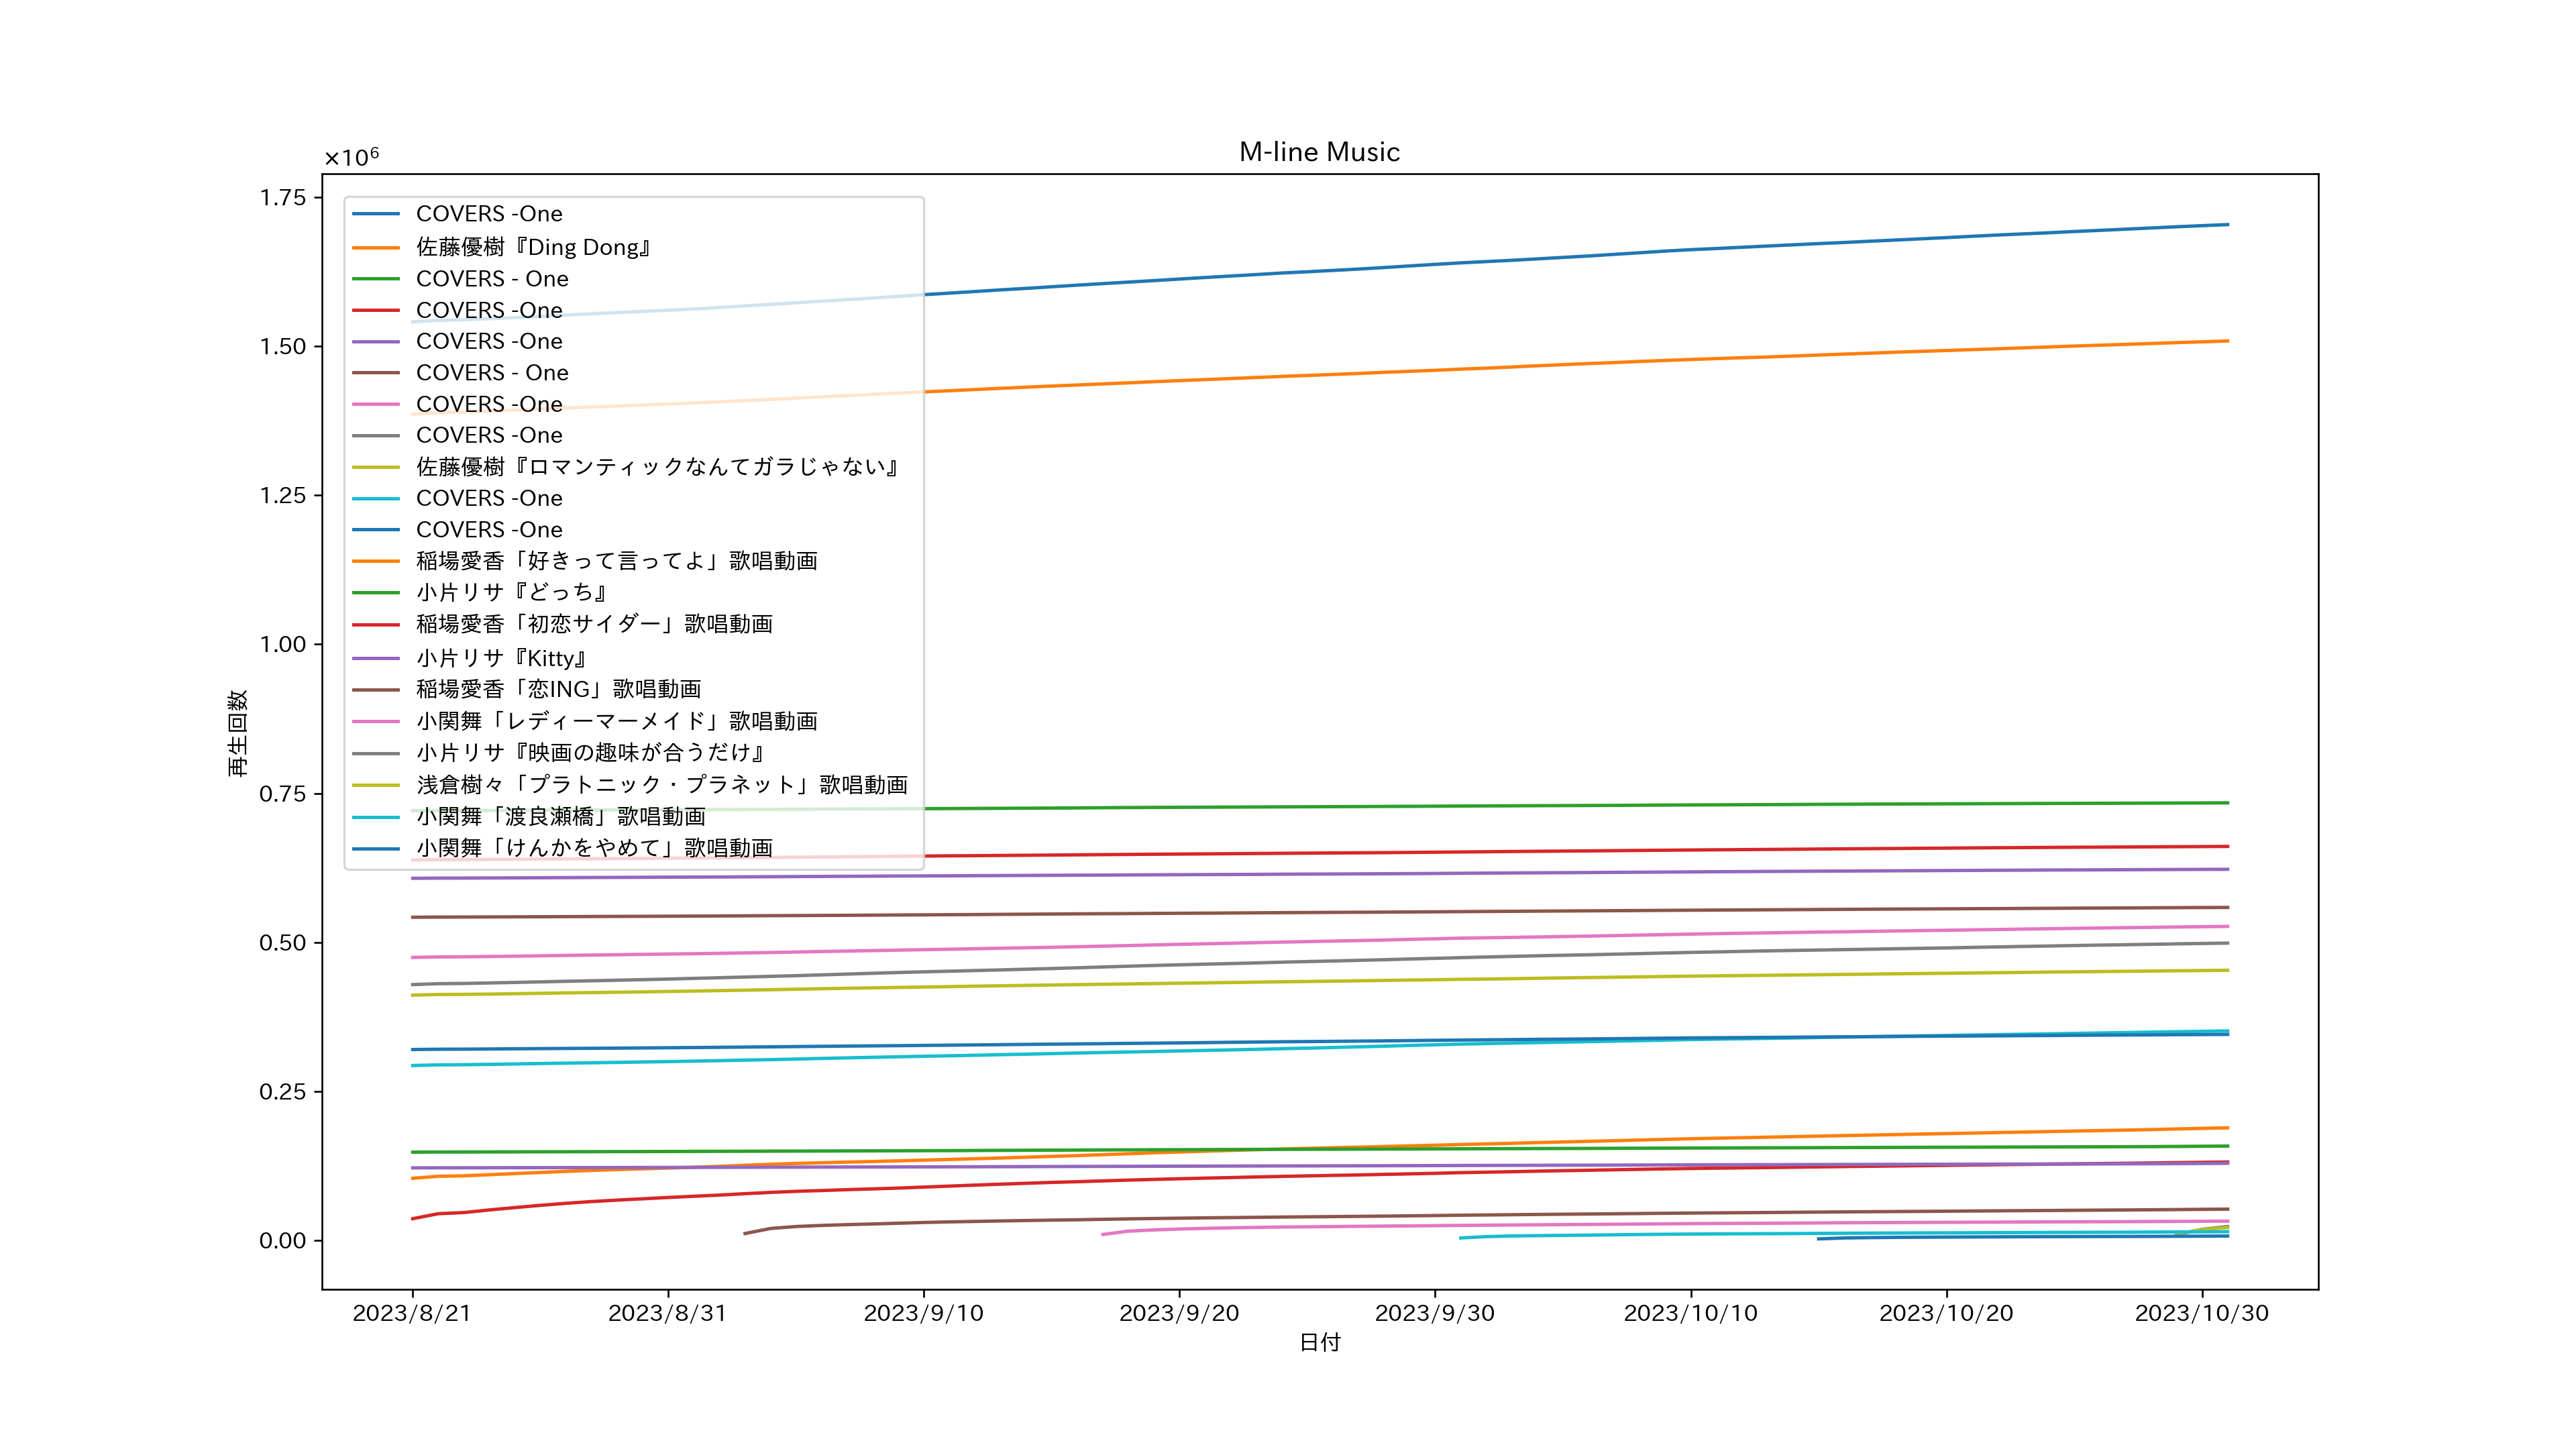 M-line Music
×10⁶
1.75
1.50
1.25
1.00
0.75
0.50
0.25
0.00
再生回数
COVERS -One
佐藤優樹『Ding Dong』
COVERS - One
COVERS -One
COVERS -One
COVERS - One
COVERS -One
COVERS -One
佐藤優樹『ロマンティックなんてガラじゃない』
COVERS -One
COVERS -One
稲場愛香「好きって言ってよ」歌唱動画
小片リサ『どっち』
稲場愛香「初恋サイダー」歌唱動画
小片リサ『Kitty』
稲場愛香「恋ING」歌唱動画
小関舞「レディーマーメイド」歌唱動画
小片リサ『映画の趣味が合うだけ』
浅倉樹々「プラトニック・プラネット」歌唱動画
小関舞「渡良瀬橋」歌唱動画
小関舞「けんかをやめて」歌唱動画
2023/8/21 2023/8/31 2023/9/10 2023/9/20 2023/9/30 2023/10/10 2023/10/20 2023/10/30
日付